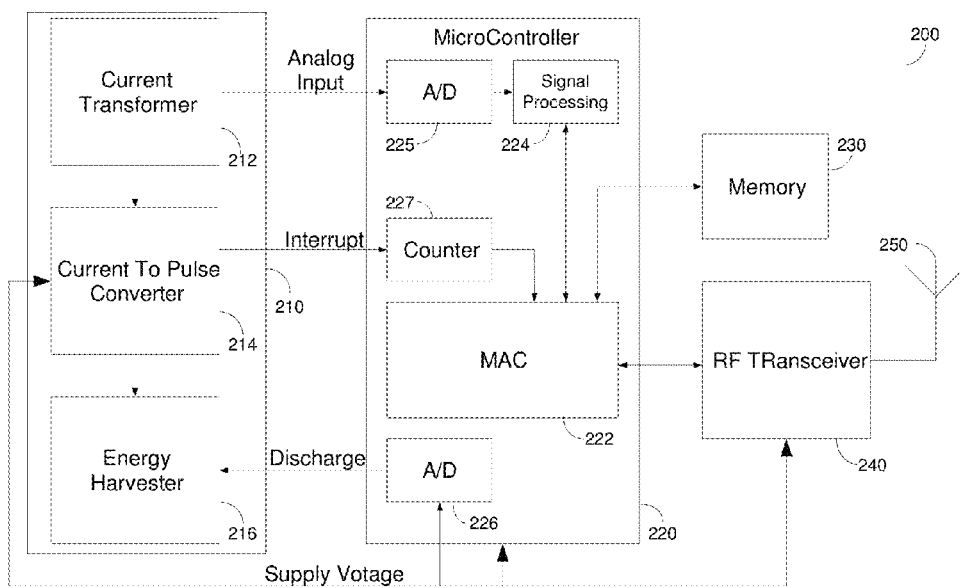 MicroController
200
Analog
Input
Current
Transformer
A/D
Signal
Processing
212
225
224
230
Memory
227
Interrupt
Counter
250
Current To Pulse
Converter
210
214
MAC
RF TRansceiver
222
240
Energy
Harvester
Discharge
A/D
216
226
220
Supply Votage